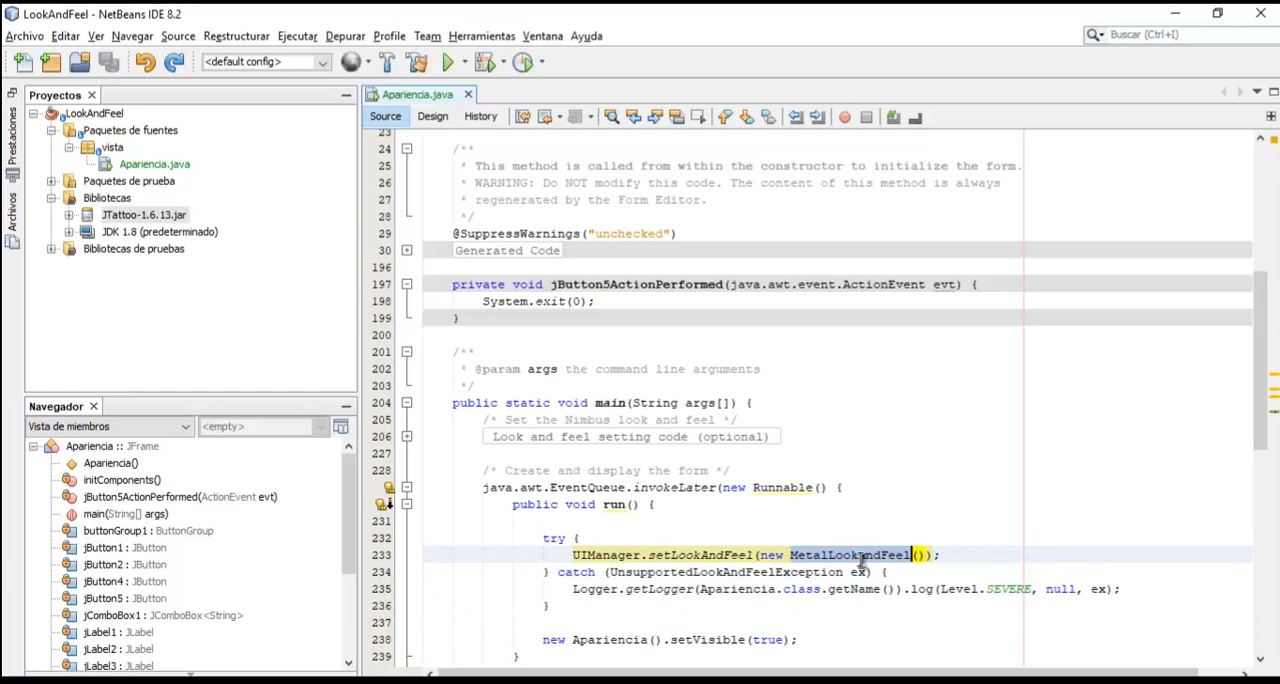 LookAndFeel - NetBeans IDE 8.2
Archivo Editar Ver Navegar Source Reestructurar Ejecutar Depurar Profile Team Herramientas Ventana Ayuda
Buscar (Ctrl+I)
<default config>
Prestaciones
Archivos
Proyectos
LookAndFeel
Paquetes de fuentes
vista
Apariencia.java
Paquetes de prueba
Bibliotecas
JTattoo-1.6.13.jar
JDK 1.8 (predeterminado)
Bibliotecas de pruebas
Navegador
Vista de miembros <empty>
Apariencia :: JFrame
Apariencia()
initComponents()
jButton5ActionPerformed(ActionEvent evt)
main(String[] args)
buttonGroup1 : ButtonGroup
jButton1 : JButton
jButton2 : JButton
jButton4 : JButton
jButton5 : JButton
jComboBox1 : JComboBox<String>
jLabel1 : JLabel
jLabel2 : JLabel
jLabel3 : JLabel
Apariencia.java
Source Design History
23
24 /**
25 * This method is called from within the constructor to initialize the form.
26 * WARNING: Do NOT modify this code. The content of this method is always
27 * regenerated by the Form Editor.
28 */
29 @SuppressWarnings("unchecked")
30 Generated Code
196
197 private void jButton5ActionPerformed(java.awt.event.ActionEvent evt) {
198 System.exit(0);
199 }
200
201 /**
202 * @param args the command line arguments
203 */
204 public static void main(String args[]) {
205 /* Set the Nimbus look and feel */
206 Look and feel setting code (optional)
227
228 /* Create and display the form */
java.awt.EventQueue.invokeLater(new Runnable() {
public void run() {
231
232 try {
233 UIManager.setLookAndFeel(new MetalLookAndFeel());
234 } catch (UnsupportedLookAndFeelException ex) {
235 Logger.getLogger(Apariencia.class.getName()).log(Level.SEVERE, null, ex);
236 }
237
238 new Apariencia().setVisible(true);
239 }